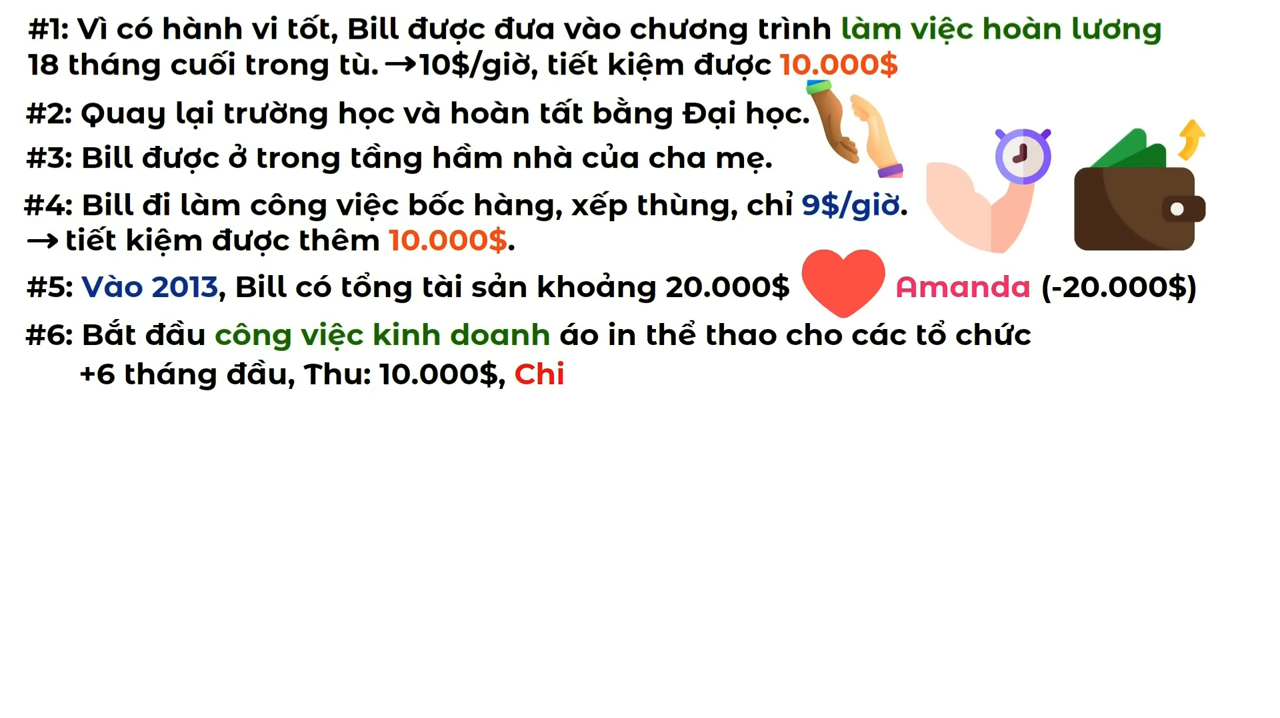 #1: Vì có hành vi tốt, Bill được đưa vào chương trình làm việc hoàn lương
18 tháng cuối trong tù. →10$/giờ, tiết kiệm được 10.000$
#2: Quay lại trường học và hoàn tất bằng Đại học.
#3: Bill được ở trong tầng hầm nhà của cha mẹ.
#4: Bill đi làm công việc bốc hàng, xếp thùng, chỉ 9$/giờ.
→ tiết kiệm được thêm 10.000$.
#5: Vào 2013, Bill có tổng tài sản khoảng 20.000$ Amanda (-20.000$)
#6: Bắt đầu công việc kinh doanh áo in thể thao cho các tổ chức
+6 tháng đầu, Thu: 10.000$, Chi